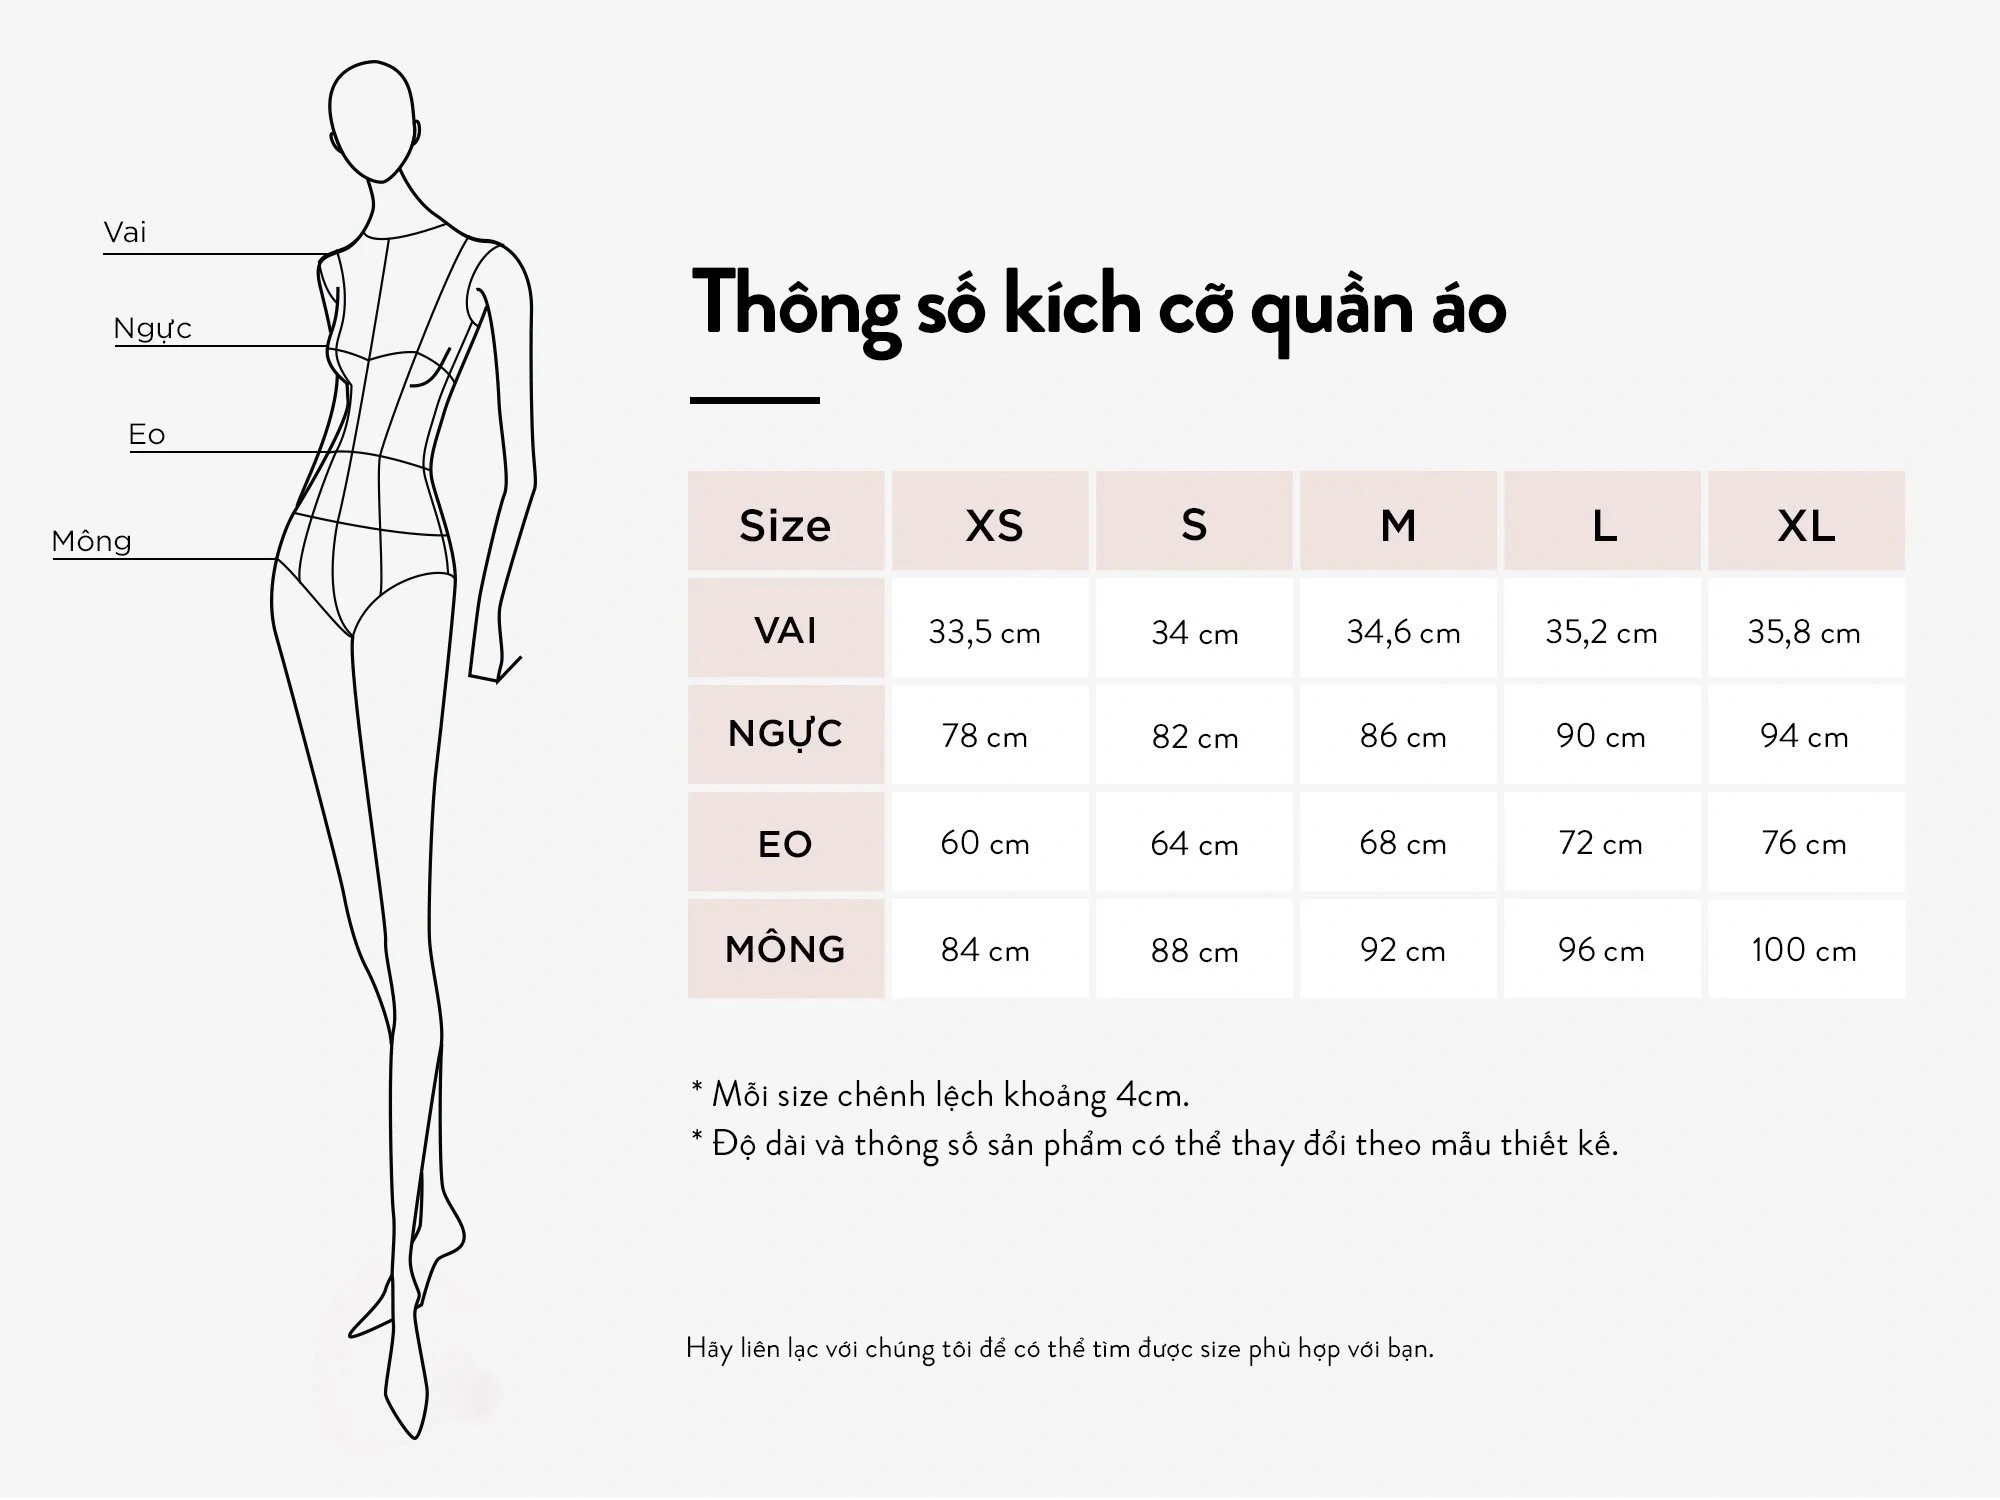 Vai
Ngực
Eo
Mông
Thông số kích cỡ quần áo
Size XS S M L XL
VAI 33,5 cm 34 cm 34,6 cm 35,2 cm 35,8 cm
NGỰC 78 cm 82 cm 86 cm 90 cm 94 cm
EO 60 cm 64 cm 68 cm 72 cm 76 cm
MÔNG 84 cm 88 cm 92 cm 96 cm 100 cm
* Mỗi size chênh lệch khoảng 4cm.
* Độ dài và thông số sản phẩm có thể thay đổi theo mẫu thiết kế.
Hãy liên lạc với chúng tôi để có thể tìm được size phù hợp với bạn.